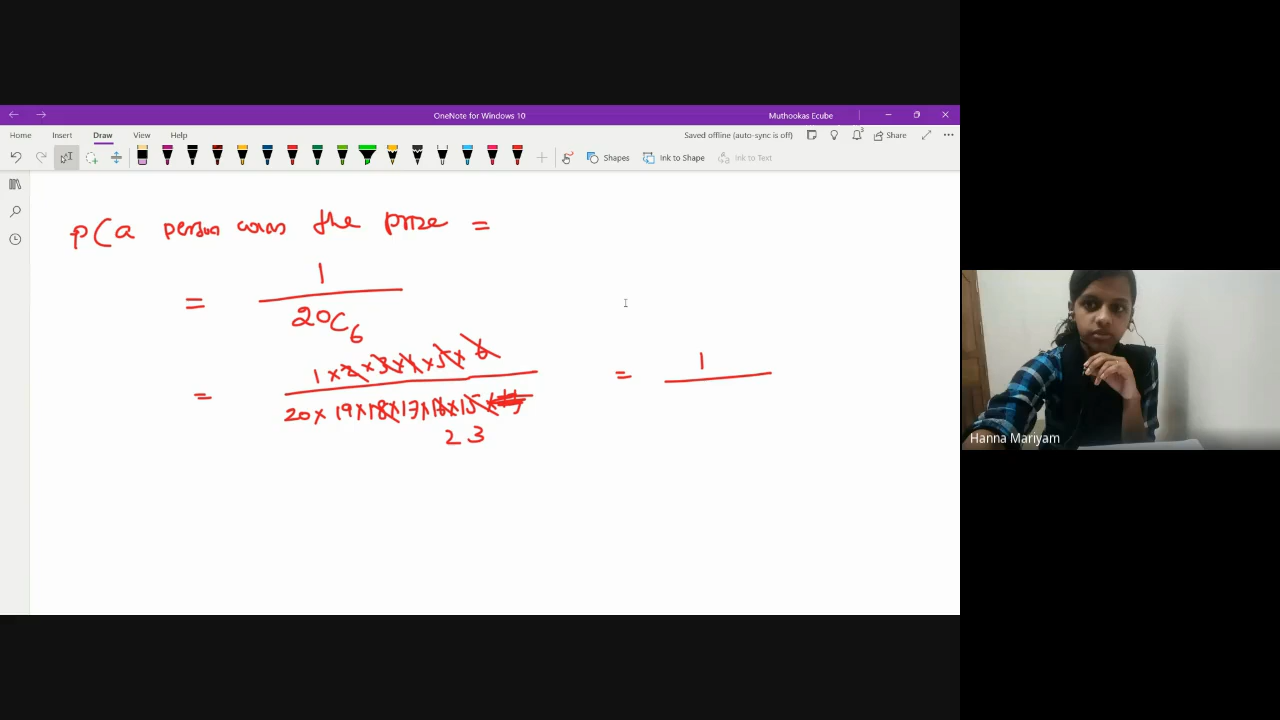 OneNote for Windows 10
Muthookas Ecube
Home Insert Draw View Help
Saved offline (auto-sync is off)
3
Share
Shapes
Ink to Shape
Ink to Text
p(a person wins the prize =
= 1
20C6
= 1 × 2 × 3 × 4 × 5 × 6
20 × 19 × 18 × 17 × 16 × 15 ×
2 3
= 1
Hanna Mariyam